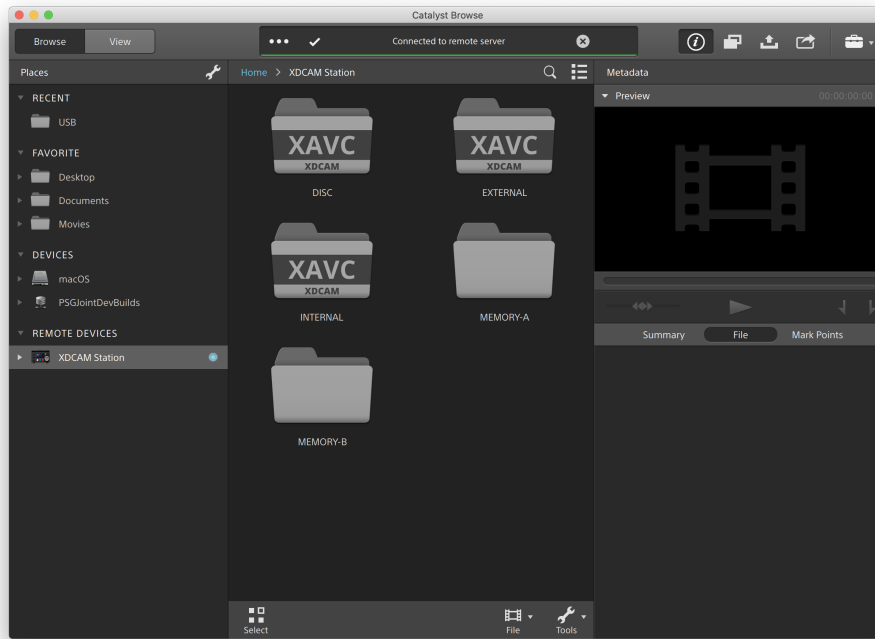 Catalyst Browse
Browse
View
Connected to remote server
Places
Home > XDCAM Station
Metadata
RECENT
USB
FAVORITE
Desktop
Documents
Movies
DEVICES
macOS
PSGJointDevBuilds
REMOTE DEVICES
XDCAM Station
XAVC
XDCAM
DISC
XAVC
XDCAM
EXTERNAL
XAVC
XDCAM
INTERNAL
MEMORY-A
MEMORY-B
Select
File
Tools
Preview
00:00:00:00
Summary
File
Mark Points